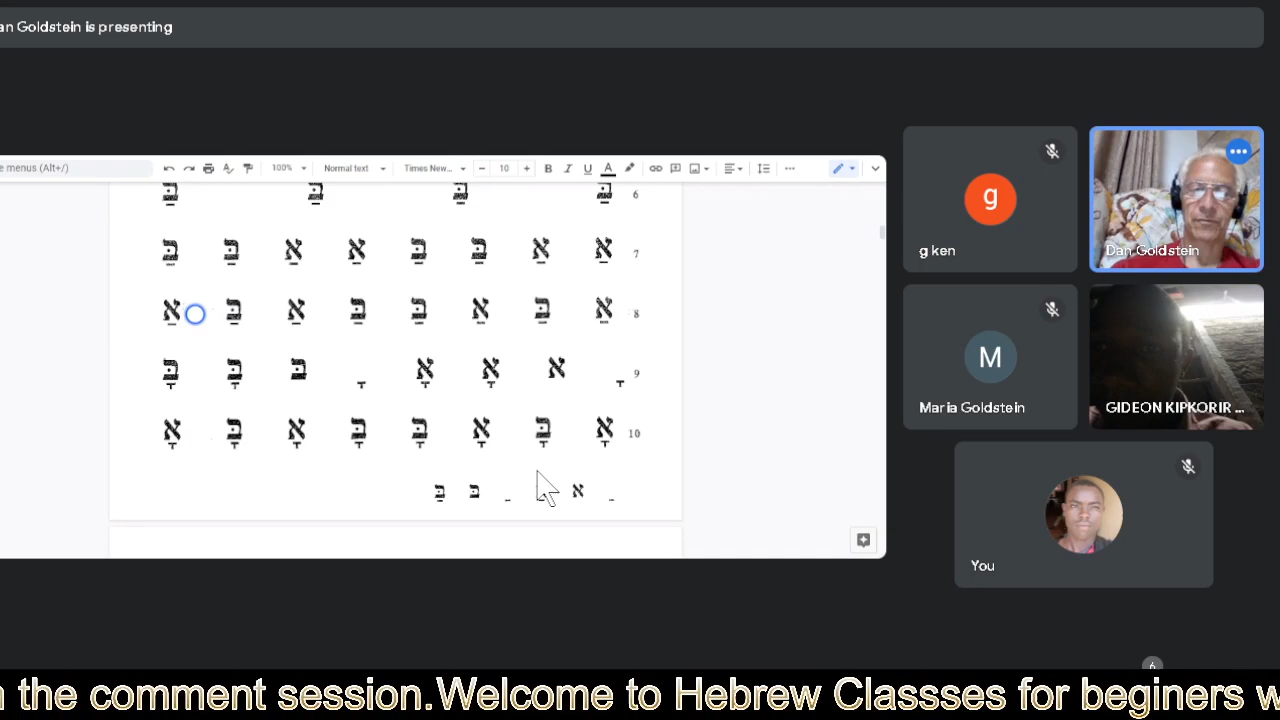 an Goldstein is presenting
e menus (Alt+/) 100% Normal text Times New... − 10 + B I U A
6 בַּ בַּ בַּ בַּ
7 אַ אַ בַּ בַּ אַ אַ בַּ בַּ
8 אַ בַּ אַ בַּ בַּ אַ בַּ אַ
9 ָ א אָ אָ ָ בּ בָּ בָּ
10 אָ בָּ אָ בָּ בָּ אָ בָּ אָ
ַ א ַ בּ בַּ
g
g ken
Dan Goldstein
M
Maria Goldstein
GIDEON KIPKORIR ...
You
6
n the comment session.Welcome to Hebrew Classses for beginers w